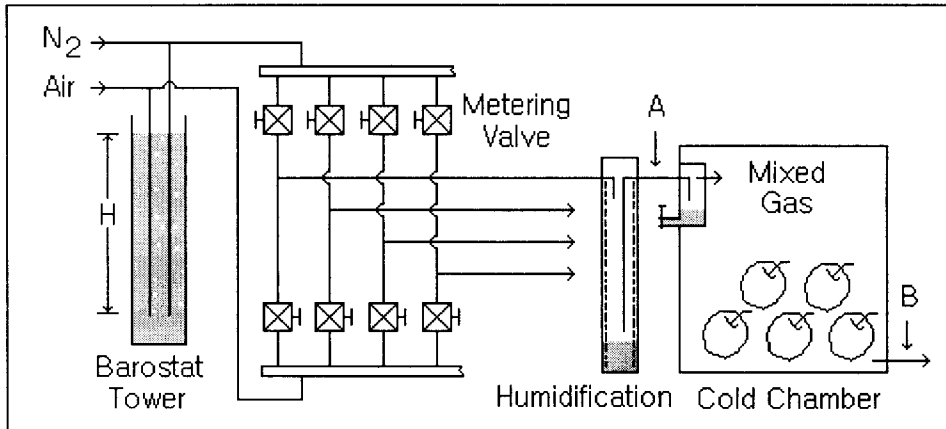 N2
Air
H
Barostat
Tower
Metering
Valve
A
Humidification
Mixed
Gas
B
Cold Chamber